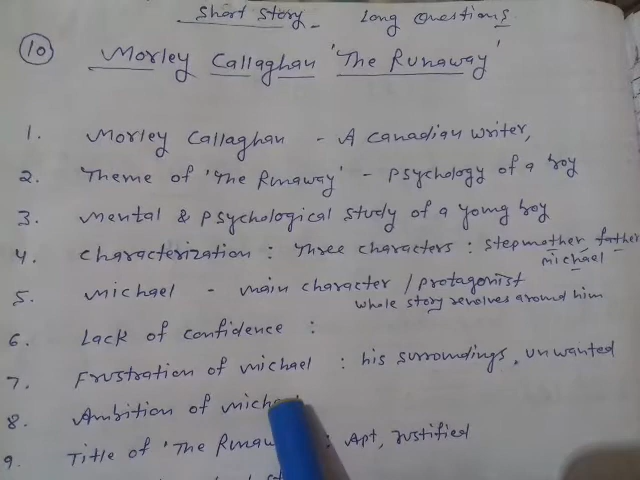 Short Story - Long Questions.
10 Morley Callaghan 'The Runaway'
1. Morley Callaghan - A Canadian writer,
2. Theme of 'The Runaway' - Psychology of a boy
3. Mental & Psychological Study of a young boy
4. Characterization : Three characters : stepmother, father,
michael
5. Michael - main character / protagonist
whole story revolves around him
6. Lack of confidence :
7. Frustration of michael : his surroundings, unwanted
8. Ambition of
9. Title of 'The : Apt, Justified